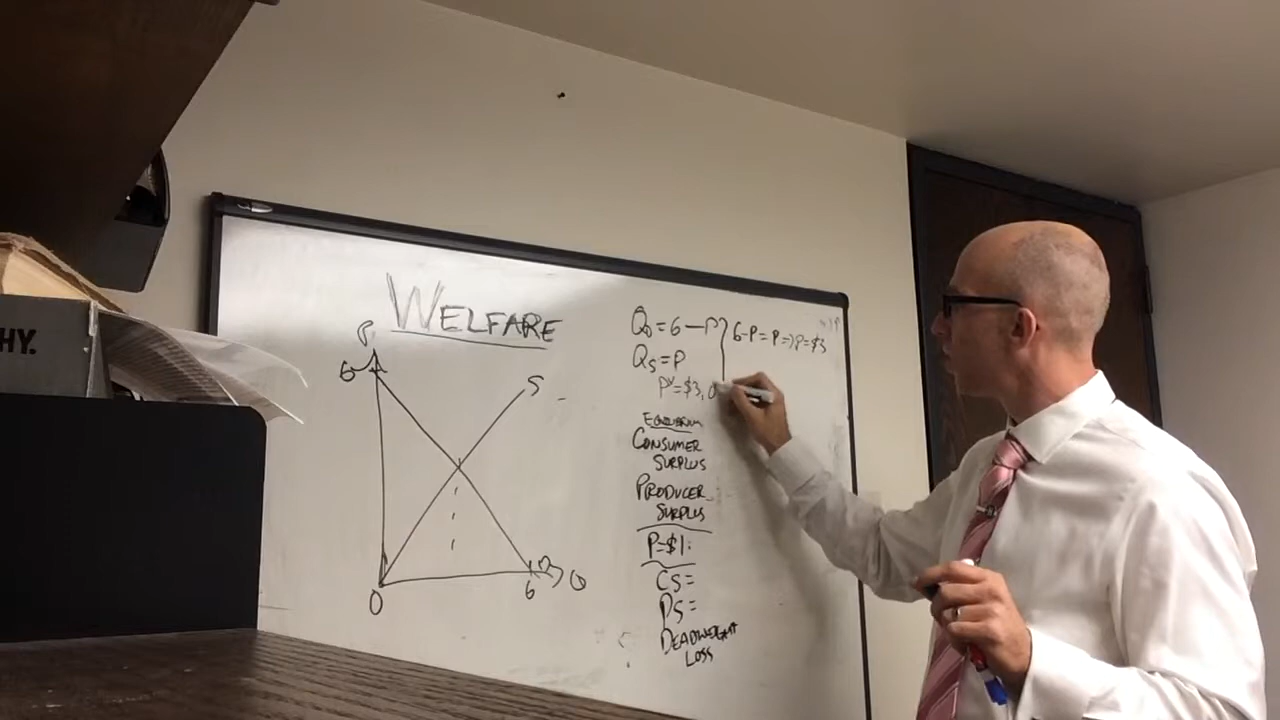 HY.
WELFARE
P
6
S
D
Q
6
0
Q_D = 6 — P } 6-P = P => P = $3
Q_S = P
P* = $3, Q
EQUILIBRIUM
CONSUMER
SURPLUS
PRODUCER
SURPLUS
P=$1:
CS=
PS=
DEADWEIGHT
LOSS